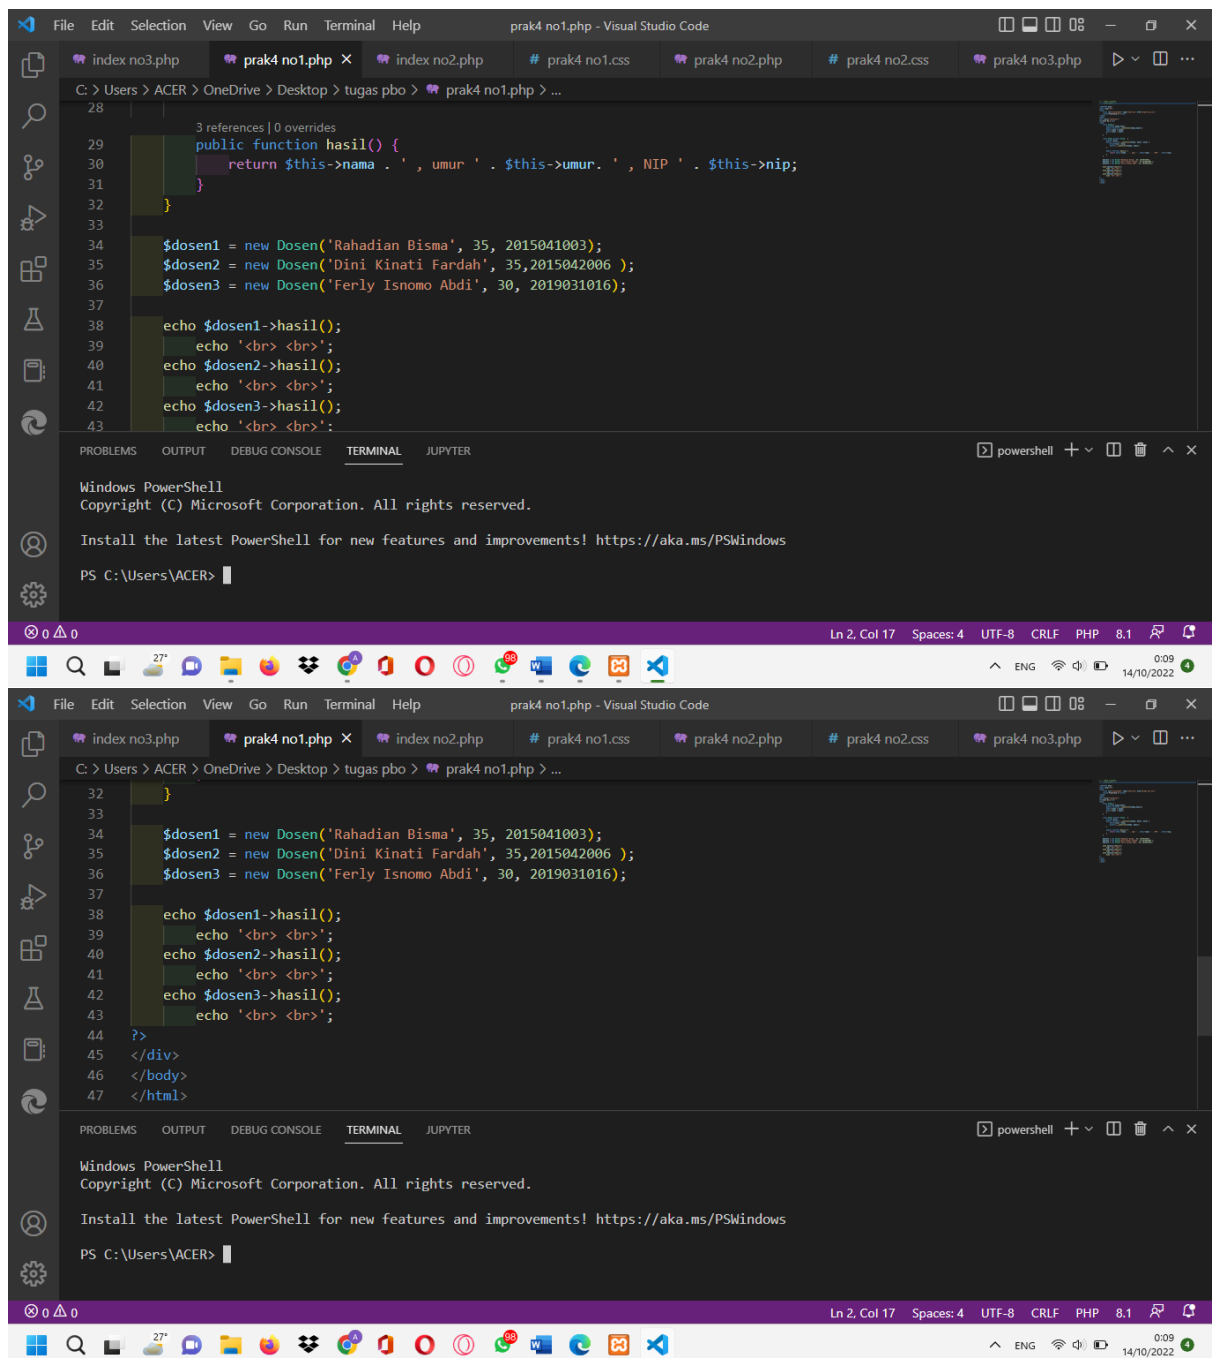 File Edit Selection View Go Run Terminal Help prak4 no1.php - Visual Studio Code
index no3.php prak4 no1.php index no2.php # prak4 no1.css prak4 no2.php # prak4 no2.css prak4 no3.php
C: > Users > ACER > OneDrive > Desktop > tugas pbo > prak4 no1.php > ...
28
3 references | 0 overrides
29 public function hasil() {
30 return $this->nama . ' , umur ' . $this->umur. ' , NIP ' . $this->nip;
31 }
32 }
33
34 $dosen1 = new Dosen('Rahadian Bisma', 35, 2015041003);
35 $dosen2 = new Dosen('Dini Kinati Fardah', 35,2015042006 );
36 $dosen3 = new Dosen('Ferly Isnomo Abdi', 30, 2019031016);
37
38 echo $dosen1->hasil();
39 echo '<br> <br>';
40 echo $dosen2->hasil();
41 echo '<br> <br>';
42 echo $dosen3->hasil();
43 echo '<br> <br>';
PROBLEMS OUTPUT DEBUG CONSOLE TERMINAL JUPYTER powershell
Windows PowerShell
Copyright (C) Microsoft Corporation. All rights reserved.
Install the latest PowerShell for new features and improvements! https://aka.ms/PSWindows
PS C:\Users\ACER>
0 0 Ln 2, Col 17 Spaces: 4 UTF-8 CRLF PHP 8.1
27° 98 ENG 0:09
14/10/2022 4
File Edit Selection View Go Run Terminal Help prak4 no1.php - Visual Studio Code
index no3.php prak4 no1.php index no2.php # prak4 no1.css prak4 no2.php # prak4 no2.css prak4 no3.php
C: > Users > ACER > OneDrive > Desktop > tugas pbo > prak4 no1.php > ...
32 }
33
34 $dosen1 = new Dosen('Rahadian Bisma', 35, 2015041003);
35 $dosen2 = new Dosen('Dini Kinati Fardah', 35,2015042006 );
36 $dosen3 = new Dosen('Ferly Isnomo Abdi', 30, 2019031016);
37
38 echo $dosen1->hasil();
39 echo '<br> <br>';
40 echo $dosen2->hasil();
41 echo '<br> <br>';
42 echo $dosen3->hasil();
43 echo '<br> <br>';
44 ?>
45 </div>
46 </body>
47 </html>
PROBLEMS OUTPUT DEBUG CONSOLE TERMINAL JUPYTER powershell
Windows PowerShell
Copyright (C) Microsoft Corporation. All rights reserved.
Install the latest PowerShell for new features and improvements! https://aka.ms/PSWindows
PS C:\Users\ACER>
0 0 Ln 2, Col 17 Spaces: 4 UTF-8 CRLF PHP 8.1
27° 98 ENG 0:09
14/10/2022 4